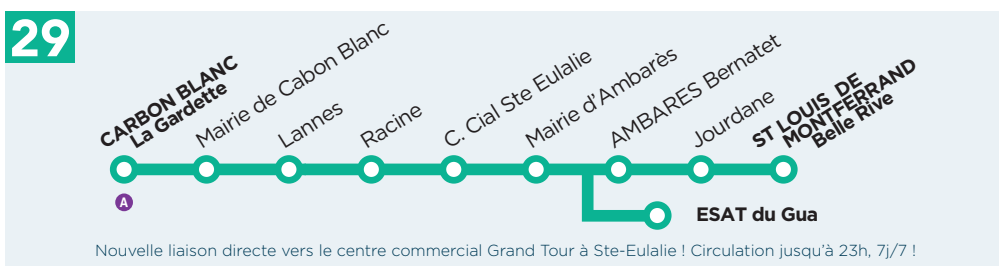 29
CARBON BLANC
La Gardette
Mairie de Cabon Blanc
Lannes
Racine
C. Cial Ste Eulalie
Mairie d'Ambarès
AMBARES Bernatet
Jourdane
ST LOUIS DE
MONTFERRAND
Belle Rive
A
ESAT du Gua
Nouvelle liaison directe vers le centre commercial Grand Tour à Ste-Eulalie ! Circulation jusqu'à 23h, 7j/7 !